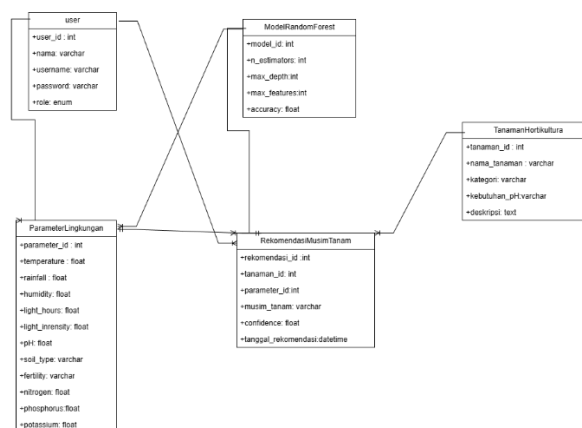 user
+user_id : int
+nama: varchar
+username: varchar
+password: varchar
+role: enum
ModelRandomForest
+model_id: int
+n_estimators: int
+max_depth:int
+max_features:int
+accuracy: float
TanamanHortikultura
+tanaman_id : int
+nama_tanaman : varchar
+kategori: varchar
+kebutuhan_pH:varchar
+deskripsi: text
ParameterLingkungan
+parameter_id : int
+temperature : float
+rainfall : float
+humidity: float
+light_hours: float
+light_inrensity: float
+pH: float
+soil_type: varchar
+fertility: varchar
+nitrogen: float
+phosphorus:float
+potassium: float
RekomendasiMusimTanam
+rekomendasi_id :int
+tanaman_id: int
+parameter_id:int
+musim_tanam: varchar
+confidence: float
+tanggal_rekomendasi:datetime